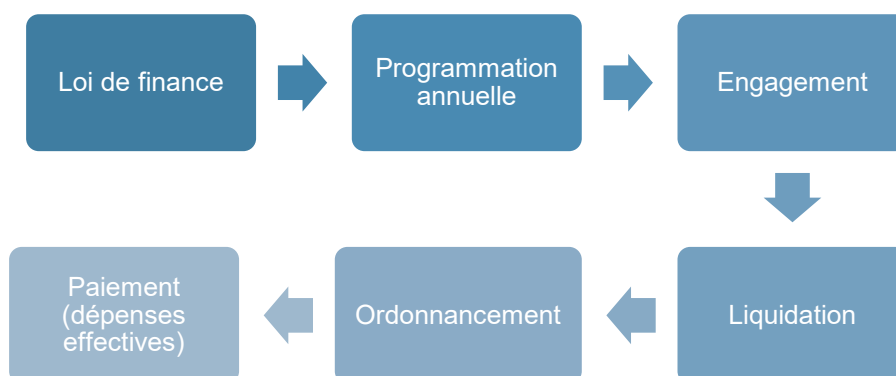 Loi de finance
Programmation
annuelle
Engagement
Liquidation
Ordonnancement
Paiement
(dépenses
effectives)